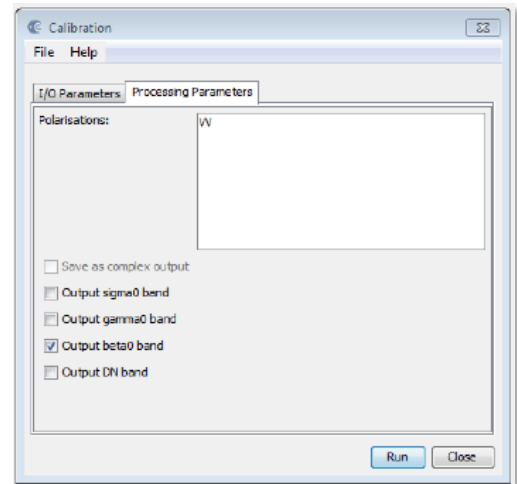 Calibration
File Help
I/O Parameters Processing Parameters
Polarisations:
VV
Save as complex output
Output sigma0 band
Output gamma0 band
Output beta0 band
Output DN band
Run Close